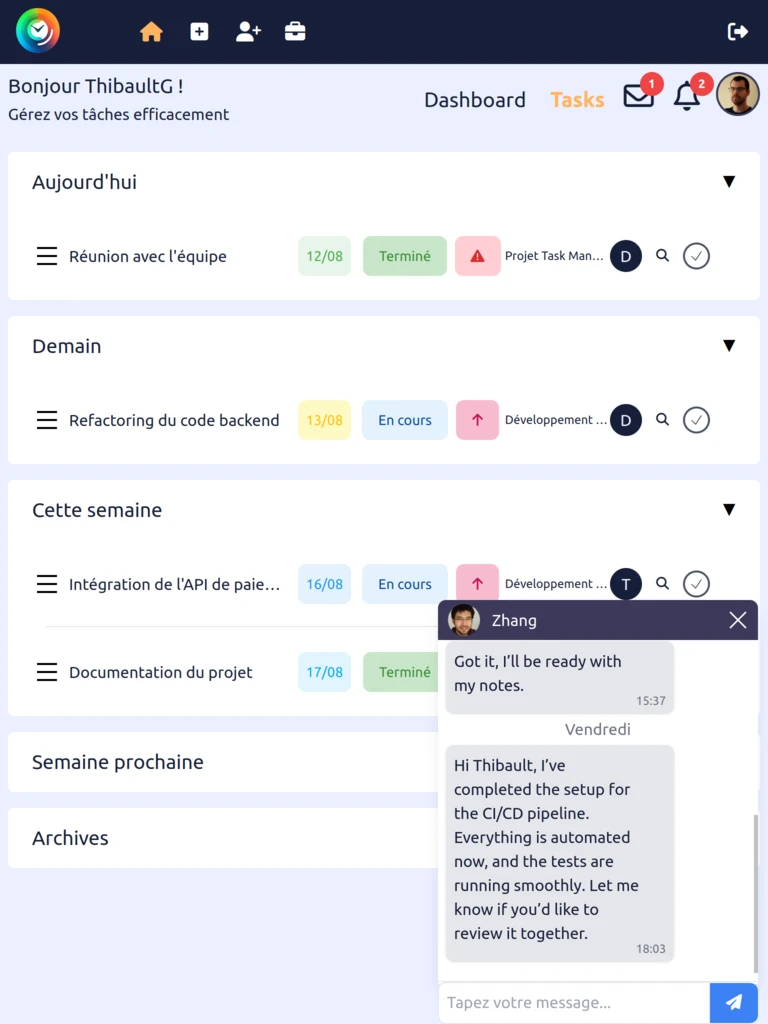 Bonjour ThibaultG !
Gérez vos tâches efficacement
Dashboard
Tasks
1
2
Aujourd'hui
▼
Réunion avec l'équipe
12/08
Terminé
Projet Task Man...
D
Demain
▼
Refactoring du code backend
13/08
En cours
Développement ...
D
Cette semaine
▼
Intégration de l'API de paie...
16/08
En cours
Développement ...
T
Documentation du projet
17/08
Terminé
Semaine prochaine
Archives
Zhang
Got it, I’ll be ready with
my notes.
15:37
Vendredi
Hi Thibault, I’ve
completed the setup for
the CI/CD pipeline.
Everything is automated
now, and the tests are
running smoothly. Let me
know if you’d like to
review it together.
18:03
Tapez votre message...